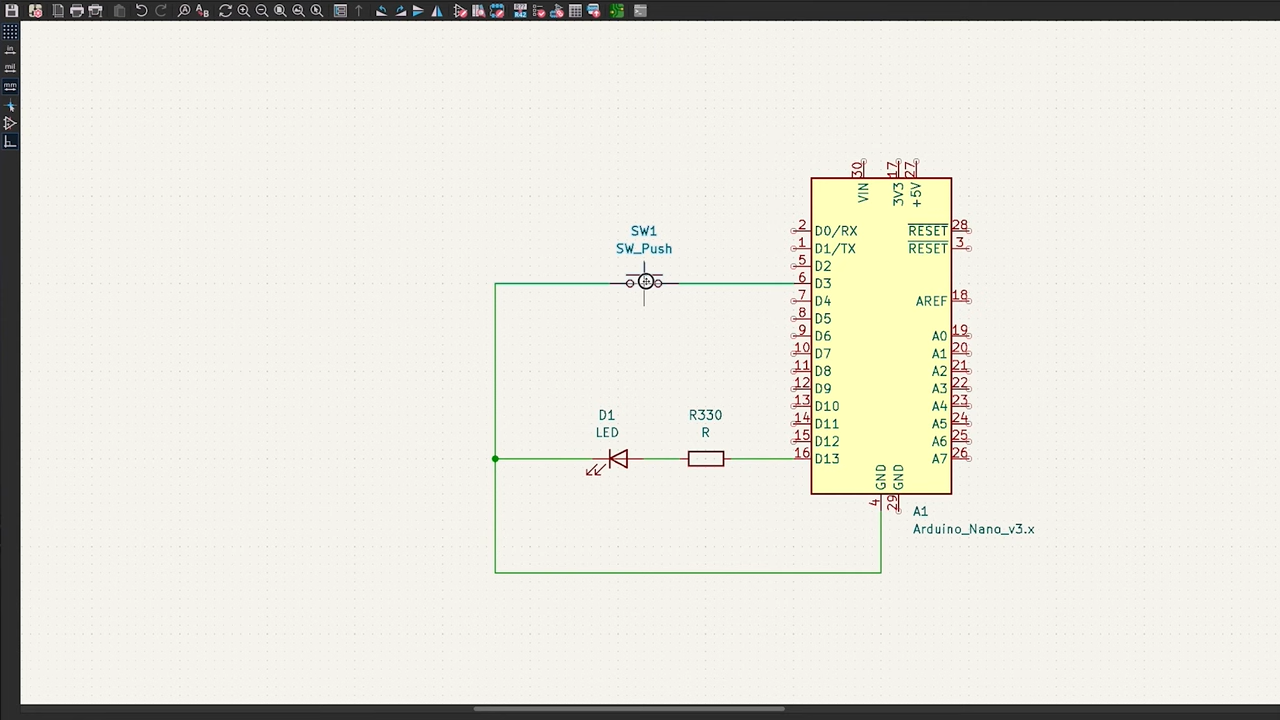 in
mil
mm
30
17
27
VIN
3V3
+5V
SW1
SW_Push
2 D0/RX
RESET 28
1 D1/TX
RESET 3
5 D2
6 D3
7 D4
AREF 18
8 D5
9 D6
A0 19
10 D7
A1 20
11 D8
A2 21
12 D9
A3 22
13 D10
A4 23
14 D11
A5 24
15 D12
A6 25
16 D13
A7 26
D1
LED
R330
R
GND
GND
4
29
A1
Arduino_Nano_v3.x